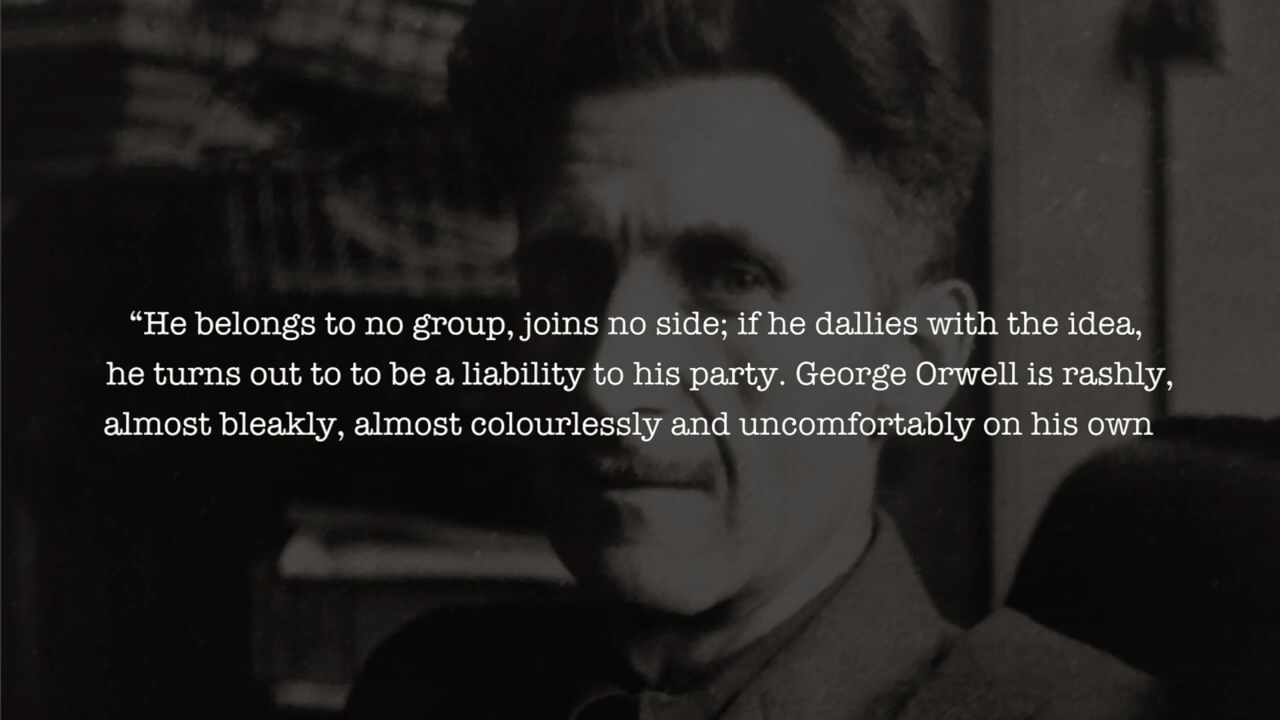 “He belongs to no group, joins no side; if he dallies with the idea,
he turns out to to be a liability to his party. George Orwell is rashly,
almost bleakly, almost colourlessly and uncomfortably on his own